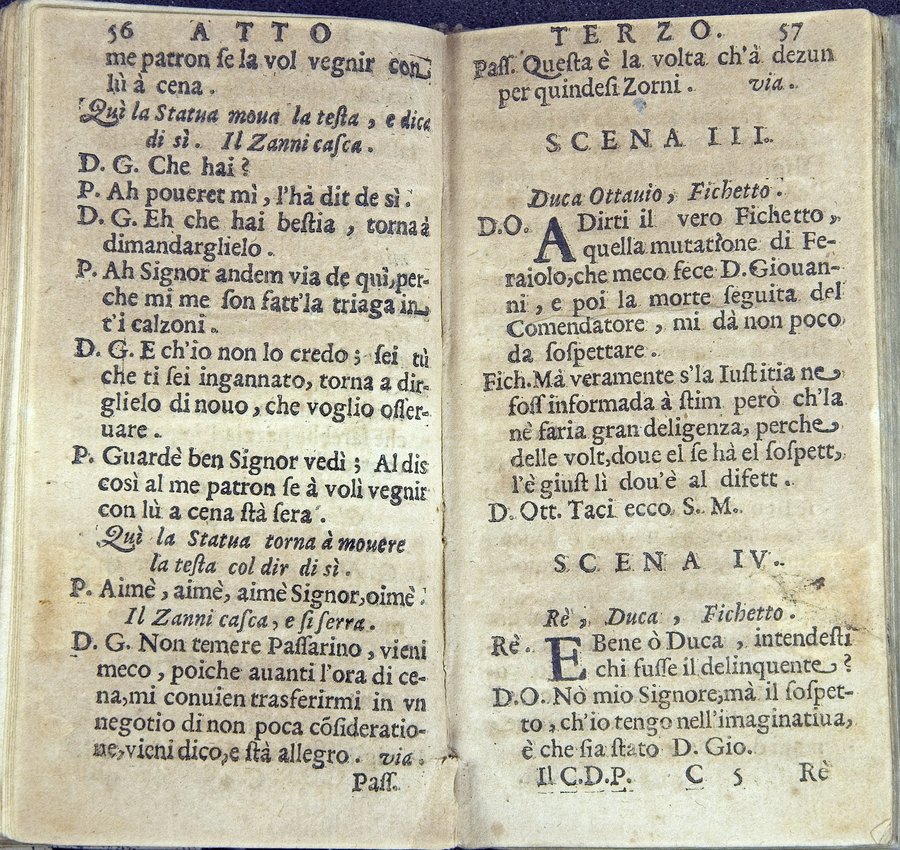 56 ATTO
me patron ſe la vol vegnir con
lù à cena.
Quì la Statua moua la teſta, e dica
di sì. Il Zanni caſca.
D. G. Che hai?
P. Ah poueret mì, l'hà dit de sì.
D. G. Eh che hai beſtia, torna à
dimandarglielo.
P. Ah Signor andem via de quì, per-
che mi me ſon fatt'la triaga in
t'i calzoni.
D. G. E ch'io non lo credo; ſei tù
che ti ſei ingannato, torna a dir-
glielo di nouo, che voglio oſſer-
uare.
P. Guardè ben Signor vedì; Al dis
così al me patron ſe à voli vegnir
con lù a cena ſtà ſera.
Quì la Statua torna à mouere
la teſta col dir di sì.
P. Aimè, aimè, aimè Signor, oimè.
Il Zanni caſca, e ſi ſerra.
D. G. Non temere Paſſarino, vieni
meco, poiche auanti l'ora di ce-
na, mi conuien trasferirmi in vn
negotio di non poca cōſideratio-
ne, vieni dico, e ſtà allegro. via.
Paſſ.
TERZO. 57
Paſſ. Queſta è la volta ch'à dezun
per quindeſi Zorni. via.
SCENA III.
Duca Ottauio, Fichetto.
D.O. A Dirti il vero Fichetto,
quella mutatione di Fe-
raiolo, che meco fece D. Giouan-
ni, e poi la morte ſeguita del
Comendatore, mi dà non poco
da ſoſpettare.
Fich. Mà veramente s'la Iuſtitia ne
foſſ informada à ſtim però ch'la
nè faria gran deligenza, perche
delle volt, doue el ſe hà el ſoſpett,
l'è giuſt lì dou'è al difett.
D. Ott. Taci ecco S. M.
SCENA IV.
Rè, Duca, Fichetto.
Rè. E Bene ò Duca, intendeſti
chi fuſſe il delinquente?
D.O. Nò mio Signore, mà il ſoſpet-
to, ch'io tengo nell'imaginatiua,
è che ſia ſtato D. Gio.
Il C.D.P. C 5 Rè